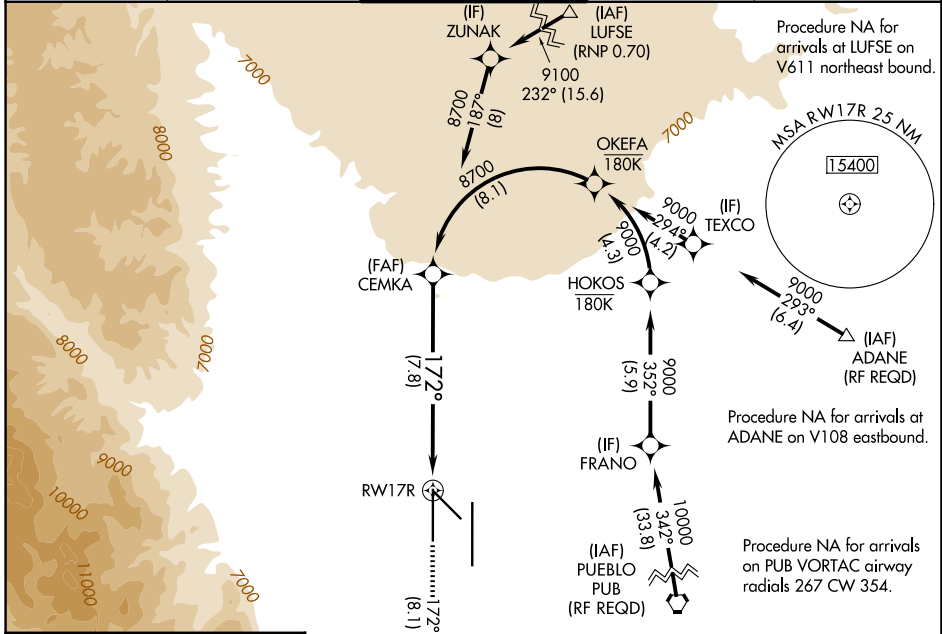 (IF)
ZUNAK
(IAF)
LUFSE
(RNP 0.70)
9100
232° (15.6)
Procedure NA for
arrivals at LUFSE on
V611 northeast bound.
7000
8000
8700
187°
(8)
7000
MSA RW17R 25 NM
15400
OKEFA
180K
8700
(8.1)
9000
294°
(4.2)
(IF)
TEXCO
9000
(4.3)
(FAF)
CEMKA
HOKOS
180K
9000
293°
(6.4)
(IAF)
ADANE
(RF REQD)
8000
7000
172°
(7.8)
9000
352°
(5.9)
Procedure NA for arrivals at
ADANE on V108 eastbound.
(IF)
FRANO
9000
10000
RW17R
10000
342°
(33.8)
(IAF)
PUEBLO
PUB
(RF REQD)
Procedure NA for arrivals
on PUB VORTAC airway
radials 267 CW 354.
11000
7000
172°
(8.1)